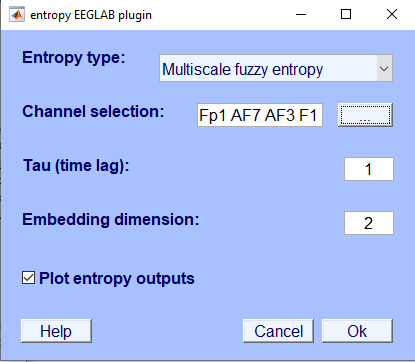 entropy EEGLAB plugin
Entropy type:
Multiscale fuzzy entropy
Channel selection:
Fp1 AF7 AF3 F1
...
Tau (time lag):
1
Embedding dimension:
2
Plot entropy outputs
Help
Cancel
Ok